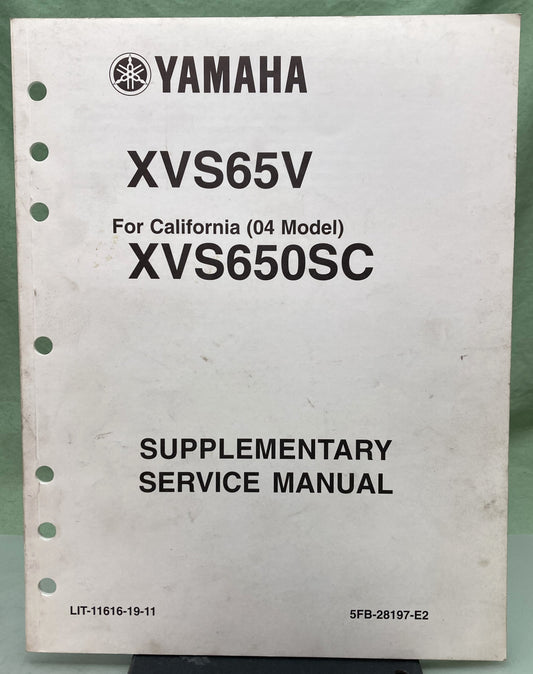 YAMAHA
XVS65V
For California (04 Model)
XVS650SC
SUPPLEMENTARY
SERVICE MANUAL
LIT-11616-19-11 5FB-28197-E2